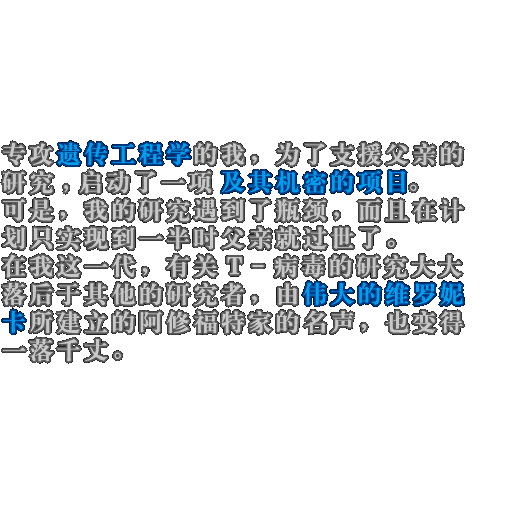 专攻遗传工程学的我，为了支援父亲的
研究，启动了一项及其机密的项目。
可是，我的研究遇到了瓶颈，而且在计
划只实现到一半时父亲就过世了。
在我这一代，有关T-病毒的研究大大
落后于其他的研究者，由伟大的维罗妮
卡所建立的阿修福特家的名声，也变得
一落千丈。